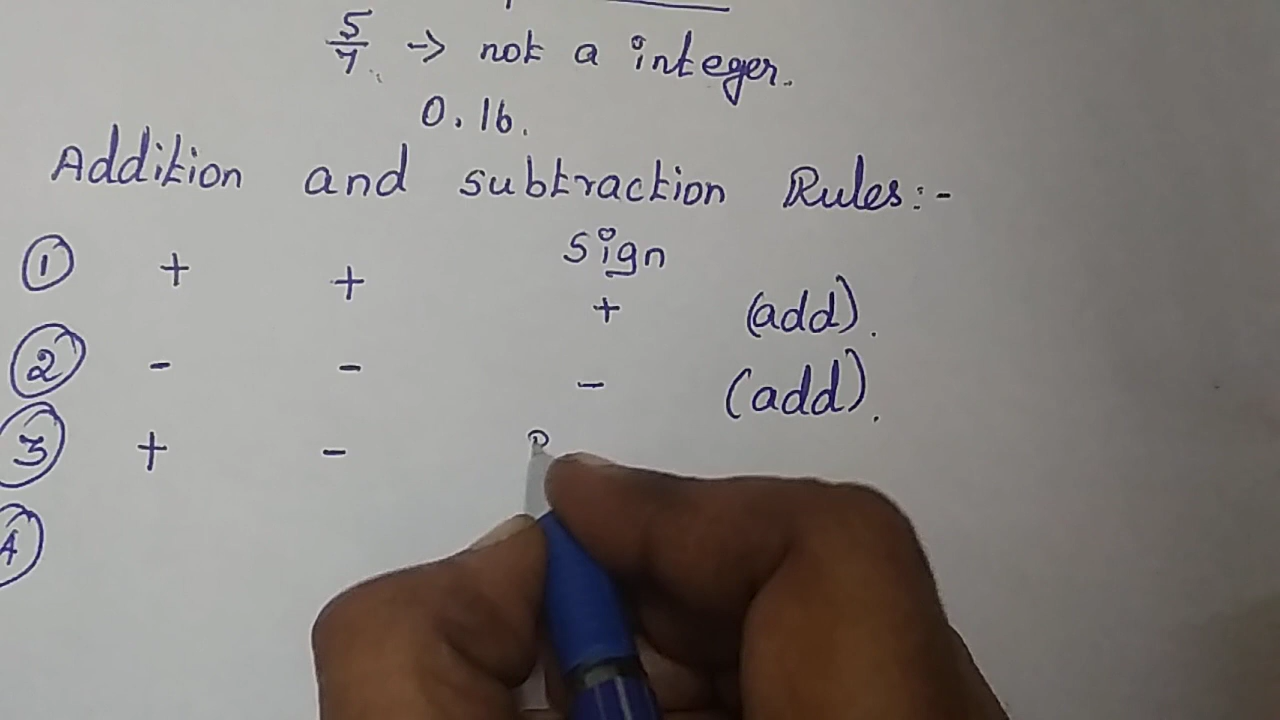 5/7 -> not a integer.
0.16.
Addition and subtraction Rules:-
sign
① + + + (add).
② - - - (add).
③ + -
④